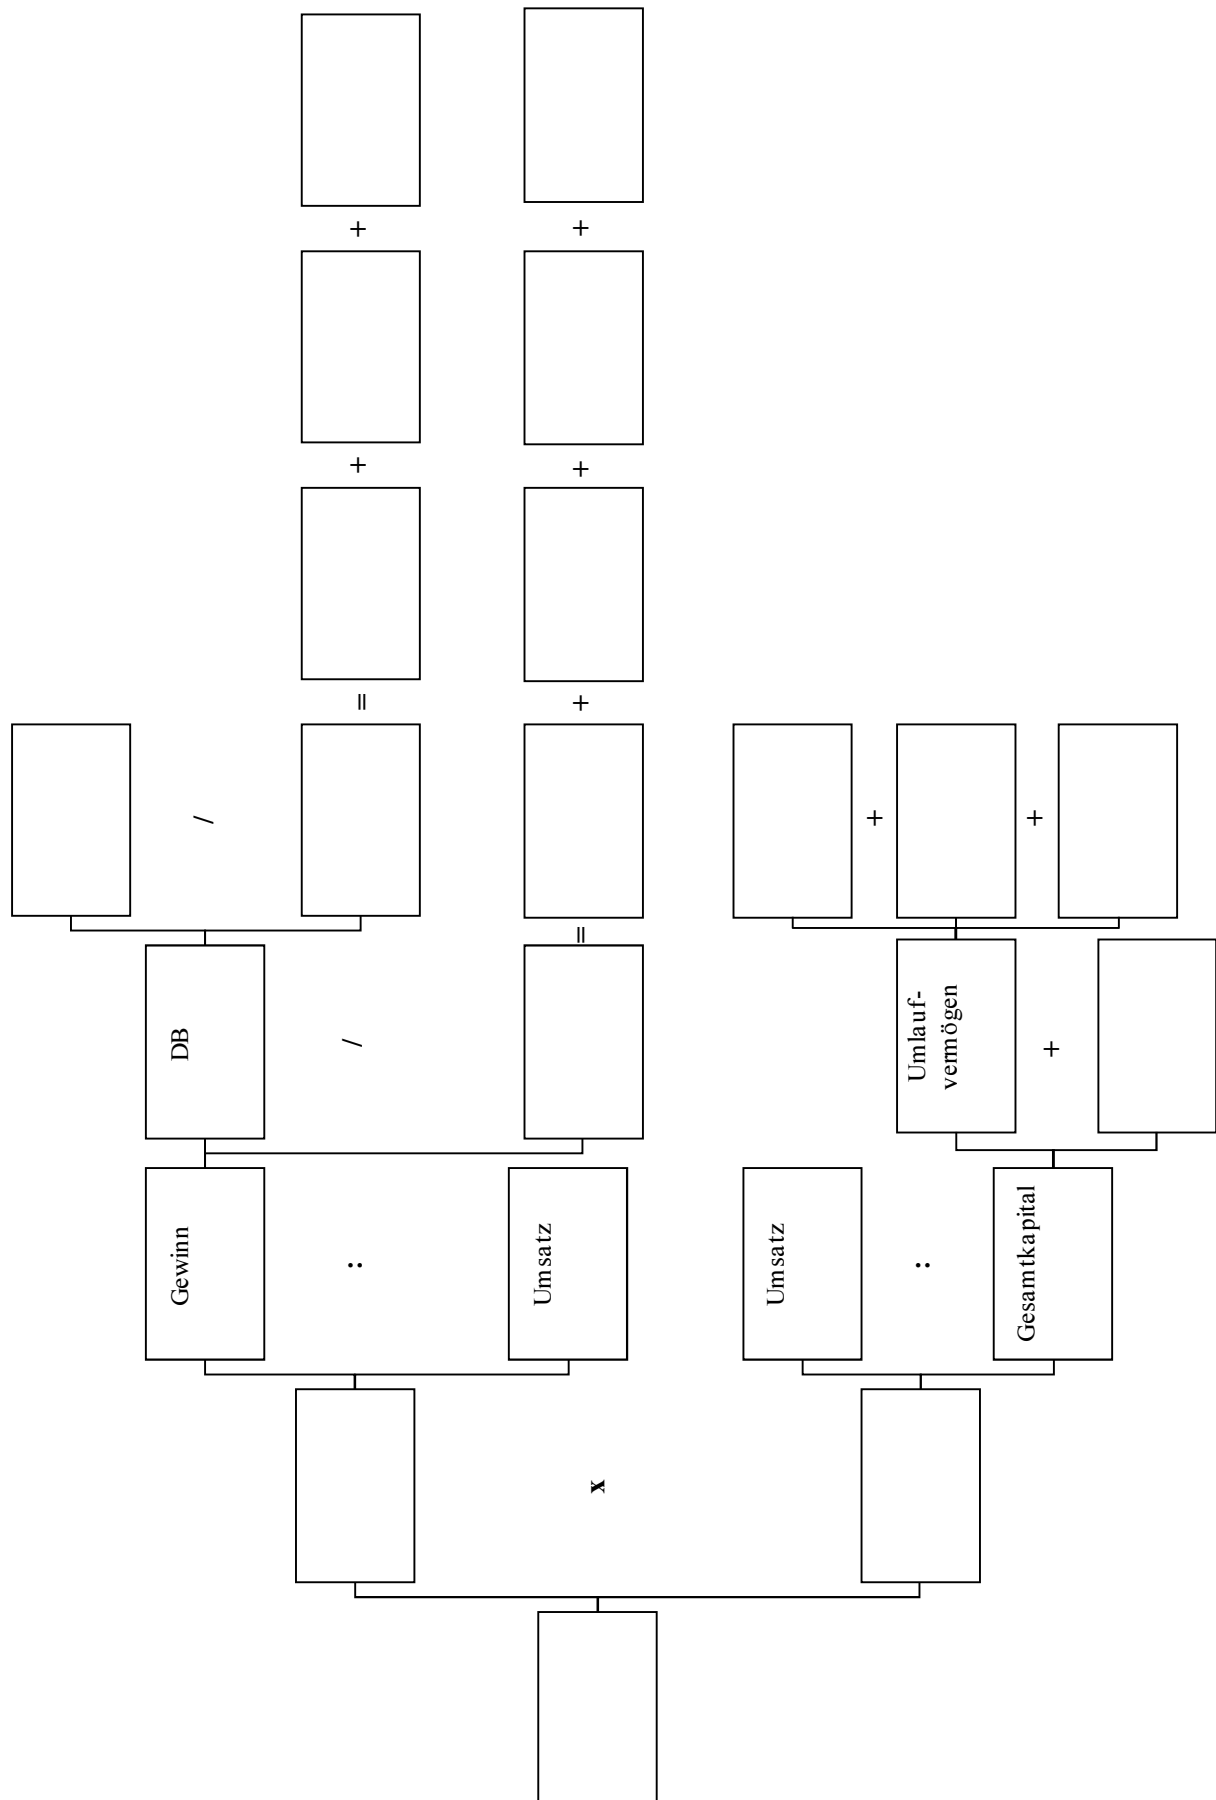 Gewinn
DB
/
:
/
= + +
Umsatz
= + + +
x
Umsatz
+
Umlauf-
vermögen
:
Gesamtkapital
+
+